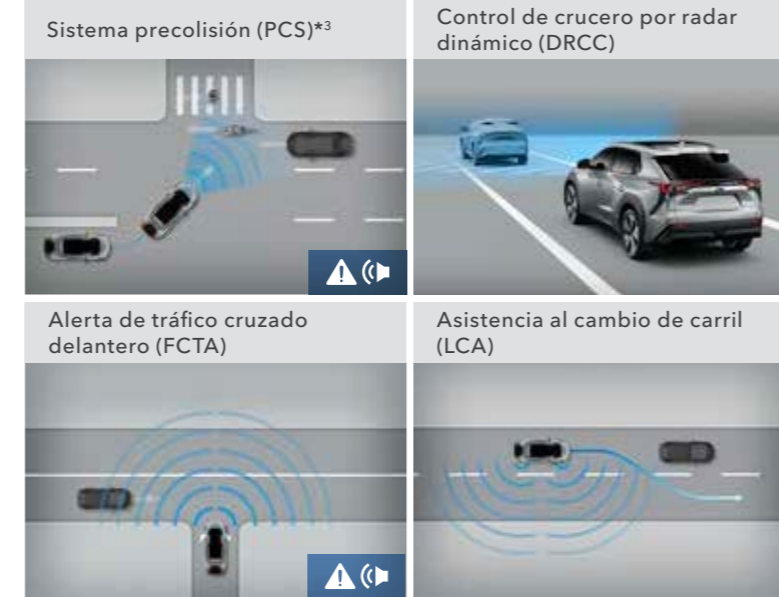 Sistema precolisión (PCS)*3
Control de crucero por radar
dinámico (DRCC)
Alerta de tráfico cruzado
delantero (FCTA)
Asistencia al cambio de carril
(LCA)